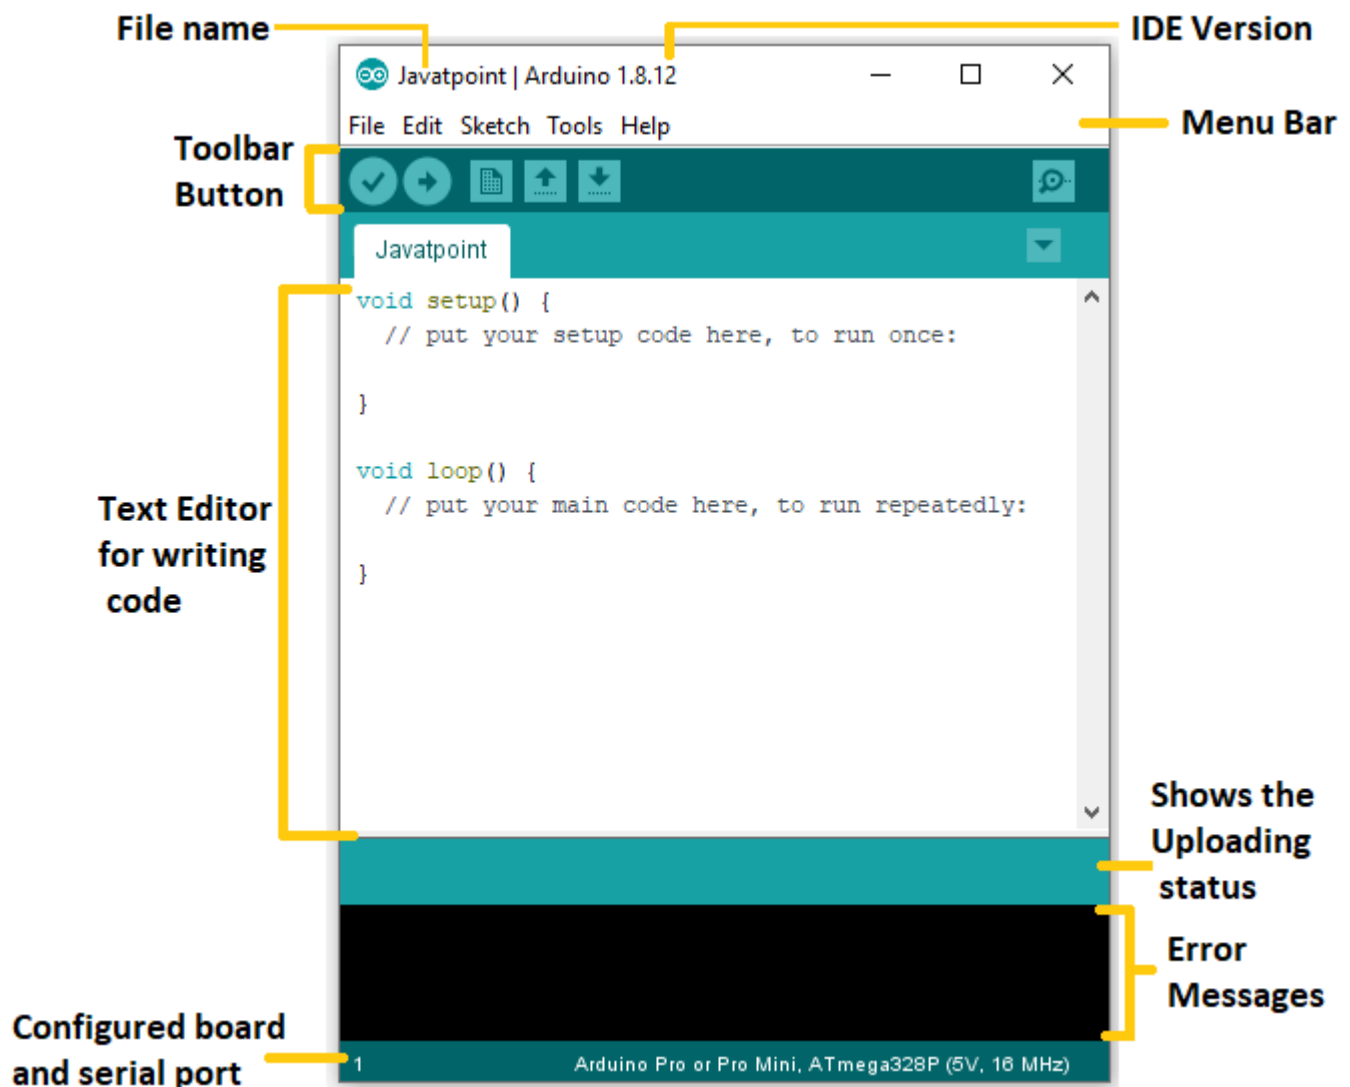 File name
IDE Version
Javatpoint | Arduino 1.8.12
File Edit Sketch Tools Help
Menu Bar
Toolbar
Button
Javatpoint
void setup() {
  // put your setup code here, to run once:
}
void loop() {
  // put your main code here, to run repeatedly:
}
Text Editor
for writing
code
Shows the
Uploading
status
Error
Messages
Configured board
and serial port
1 Arduino Pro or Pro Mini, ATmega328P (5V, 16 MHz)